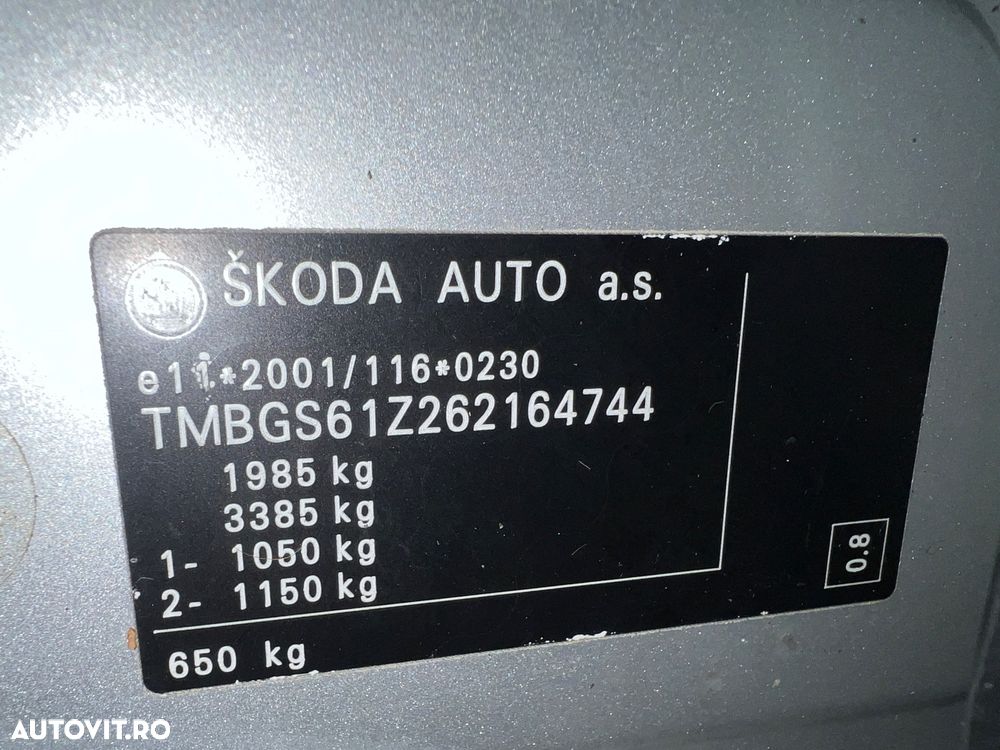 ŠKODA AUTO a.s.
e11*2001/116*0230
TMBGS61Z262164744
1985 kg
3385 kg
1- 1050 kg
2- 1150 kg
0.8
650 kg
AUTOVIT.RO